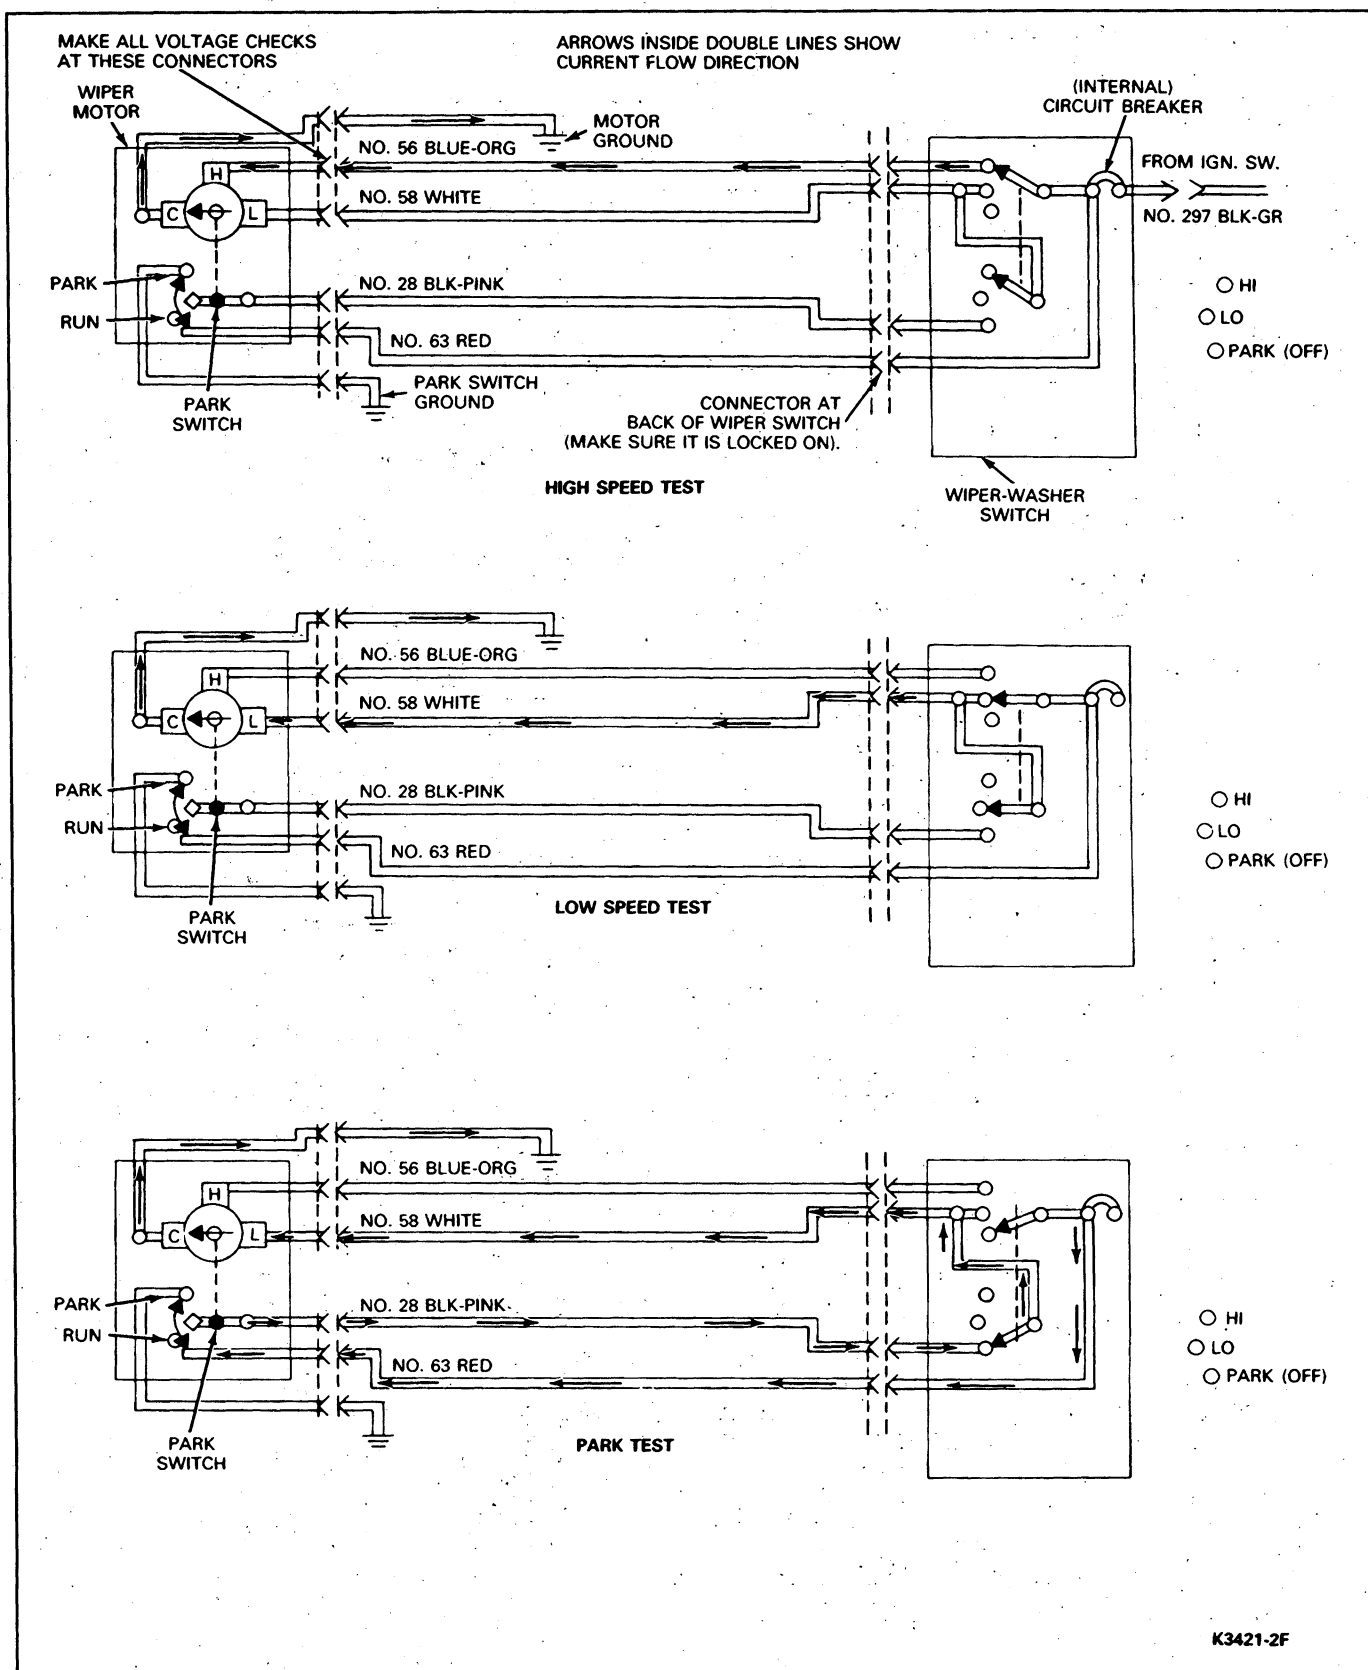 MAKE ALL VOLTAGE CHECKS
AT THESE CONNECTORS
ARROWS INSIDE DOUBLE LINES SHOW
CURRENT FLOW DIRECTION
WIPER
MOTOR
(INTERNAL)
CIRCUIT BREAKER
MOTOR
GROUND
NO. 56 BLUE-ORG
FROM IGN. SW.
H
NO. 58 WHITE
C
L
NO. 297 BLK-GR
PARK
NO. 28 BLK-PINK
HI
RUN
LO
NO. 63 RED
PARK (OFF)
PARK SWITCH
GROUND
PARK
SWITCH
CONNECTOR AT
BACK OF WIPER SWITCH
(MAKE SURE IT IS LOCKED ON).
HIGH SPEED TEST
WIPER-WASHER
SWITCH
NO. 56 BLUE-ORG
H
NO. 58 WHITE
C
L
PARK
NO. 28 BLK-PINK
HI
RUN
LO
NO. 63 RED
PARK (OFF)
PARK
SWITCH
LOW SPEED TEST
NO. 56 BLUE-ORG
H
NO. 58 WHITE
C
L
PARK
NO. 28 BLK-PINK
HI
RUN
LO
NO. 63 RED
PARK (OFF)
PARK
SWITCH
PARK TEST
K3421-2F